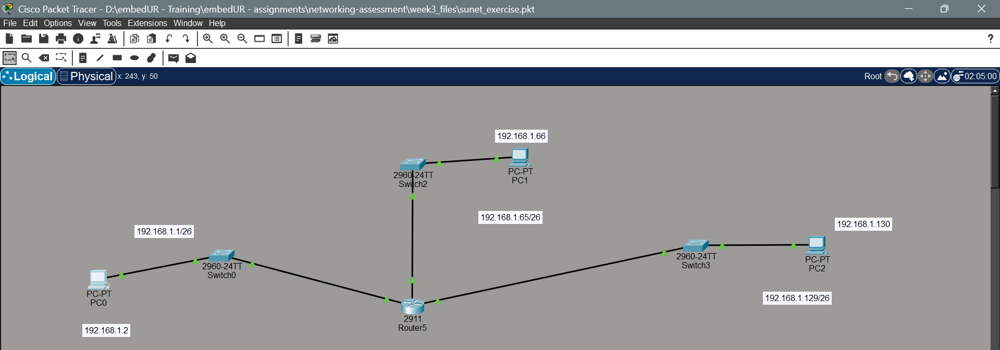 Cisco Packet Tracer - D:\embedUR - Training\embedUR - assignments\networking-assessment\week3_files\sunet_exercise.pkt
File Edit Options View Tools Extensions Window Help
?
Logical Physical x: 243, y: 50 Root 02:05:00
192.168.1.66
2960-24TT
Switch2
PC-PT
PC1
192.168.1.65/26
192.168.1.1/26
192.168.1.130
2960-24TT
Switch0
2960-24TT
Switch3
PC-PT
PC2
PC-PT
PC0
192.168.1.129/26
2911
Router5
192.168.1.2